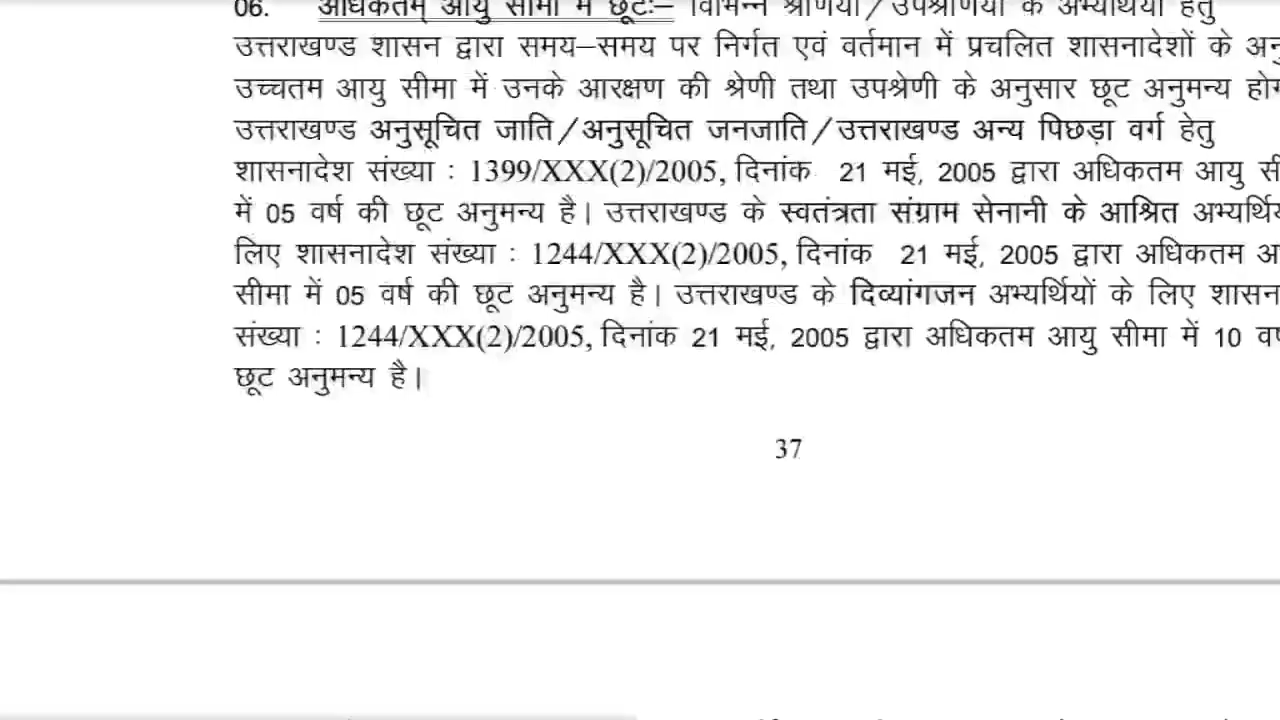 06. अधिकतम् आयु सीमा में छूटः– विभिन्न श्रेणियों/उपश्रेणियों के अभ्यर्थियों हेतु
उत्तराखण्ड शासन द्वारा समय–समय पर निर्गत एवं वर्तमान में प्रचलित शासनादेशों के
उच्चतम आयु सीमा में उनके आरक्षण की श्रेणी तथा उपश्रेणी के अनुसार छूट अनुमन्य
उत्तराखण्ड अनुसूचित जाति/अनुसूचित जनजाति/उत्तराखण्ड अन्य पिछड़ा वर्ग हेतु
शासनादेश संख्या : 1399/XXX(2)/2005, दिनांक 21 मई, 2005 द्वारा अधिकतम आयु
में 05 वर्ष की छूट अनुमन्य है। उत्तराखण्ड के स्वतंत्रता संग्राम सेनानी के आश्रित
लिए शासनादेश संख्या : 1244/XXX(2)/2005, दिनांक 21 मई, 2005 द्वारा अधिकतम
सीमा में 05 वर्ष की छूट अनुमन्य है। उत्तराखण्ड के दिव्यांगजन अभ्यर्थियों के लिए
संख्या : 1244/XXX(2)/2005, दिनांक 21 मई, 2005 द्वारा अधिकतम आयु सीमा में 10
छूट अनुमन्य है।
37